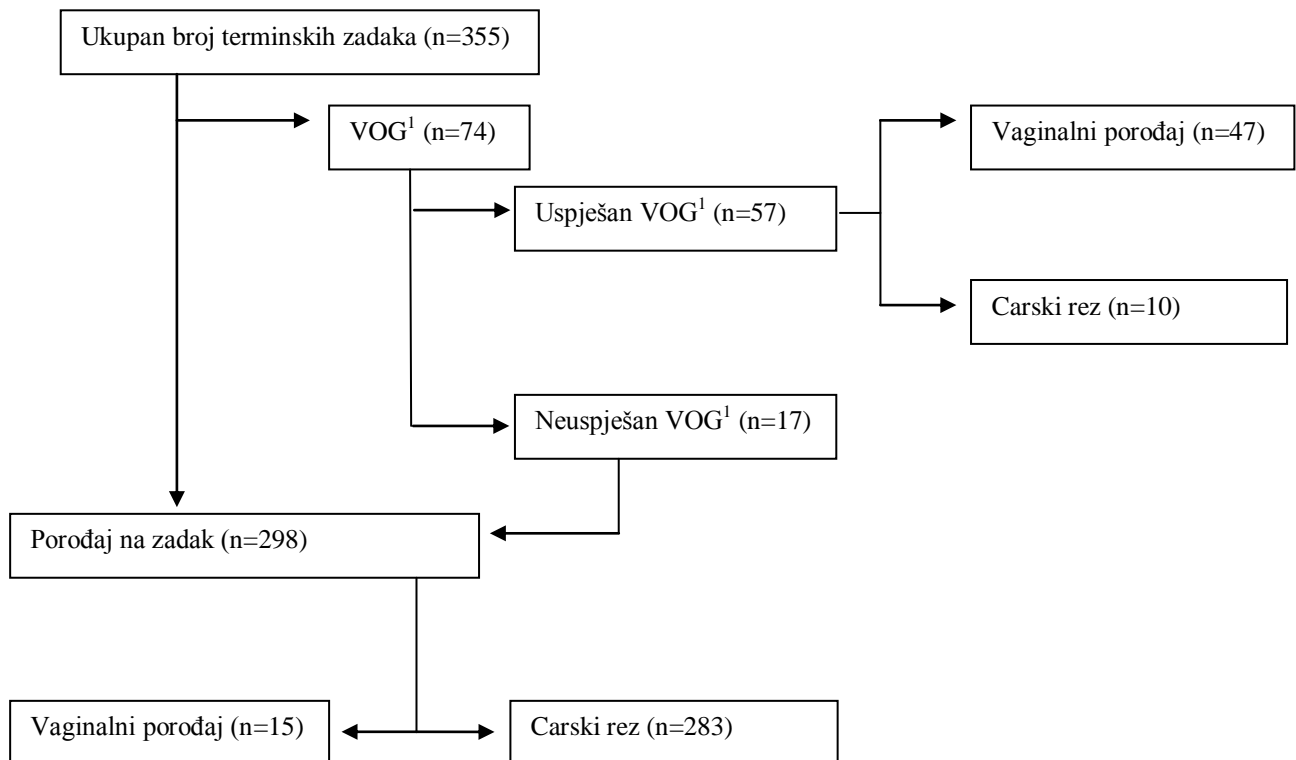 Ukupan broj terminskih zadaka (n=355)
VOG¹ (n=74)
Vaginalni porođaj (n=47)
Uspješan VOG¹ (n=57)
Carski rez (n=10)
Neuspješan VOG¹ (n=17)
Porođaj na zadak (n=298)
Vaginalni porođaj (n=15)
Carski rez (n=283)